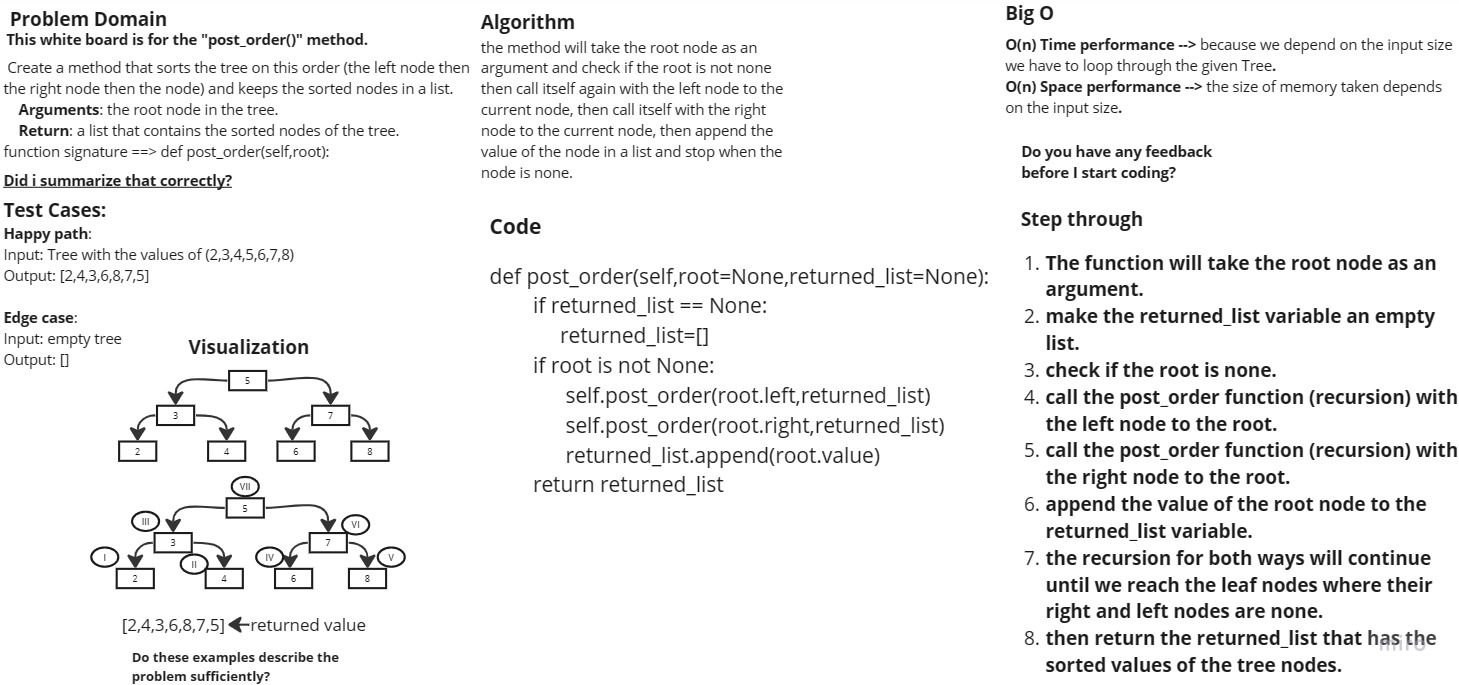 Problem Domain
This white board is for the "post_order()" method.
Create a method that sorts the tree on this order (the left node then
the right node then the node) and keeps the sorted nodes in a list.
Arguments: the root node in the tree.
Return: a list that contains the sorted nodes of the tree.
function signature ==> def post_order(self,root):
Did i summarize that correctly?
Test Cases:
Happy path:
Input: Tree with the values of (2,3,4,5,6,7,8)
Output: [2,4,3,6,8,7,5]
Edge case:
Input: empty tree
Output: []
Visualization
5
3 7
2 4 6 8
VII
5
III VI
3 7
I II IV V
2 4 6 8
[2,4,3,6,8,7,5] returned value
Do these examples describe the
problem sufficiently?
Algorithm
the method will take the root node as an
argument and check if the root is not none
then call itself again with the left node to the
current node, then call itself with the right
node to the current node, then append the
value of the node in a list and stop when the
node is none.
Code
def post_order(self,root=None,returned_list=None):
if returned_list == None:
returned_list=[]
if root is not None:
self.post_order(root.left,returned_list)
self.post_order(root.right,returned_list)
returned_list.append(root.value)
return returned_list
Big O
O(n) Time performance --> because we depend on the input size
we have to loop through the given Tree.
O(n) Space performance --> the size of memory taken depends
on the input size.
Do you have any feedback
before I start coding?
Step through
1. The function will take the root node as an
argument.
2. make the returned_list variable an empty
list.
3. check if the root is none.
4. call the post_order function (recursion) with
the left node to the root.
5. call the post_order function (recursion) with
the right node to the root.
6. append the value of the root node to the
returned_list variable.
7. the recursion for both ways will continue
until we reach the leaf nodes where their
right and left nodes are none.
8. then return the returned_list that has the
sorted values of the tree nodes.
miro